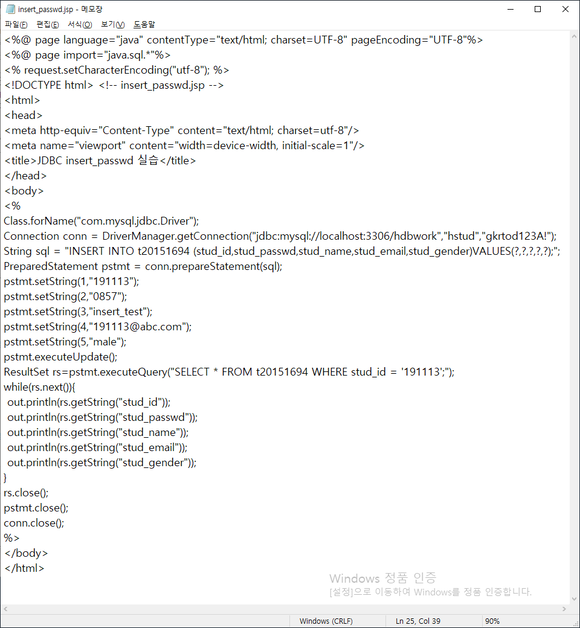 insert_passwd.jsp - 메모장
파일(F) 편집(E) 서식(O) 보기(V) 도움말
<%@ page language="java" contentType="text/html; charset=UTF-8" pageEncoding="UTF-8"%>
<%@ page import="java.sql.*"%>
<% request.setCharacterEncoding("utf-8"); %>
<!DOCTYPE html> <!-- insert_passwd.jsp -->
<html>
<head>
<meta http-equiv="Content-Type" content="text/html; charset=utf-8"/>
<meta name="viewport" content="width=device-width, initial-scale=1"/>
<title>JDBC insert_passwd 실습</title>
</head>
<body>
<%
Class.forName("com.mysql.jdbc.Driver");
Connection conn = DriverManager.getConnection("jdbc:mysql://localhost:3306/hdbwork","hstud","gkrtod123A!");
String sql = "INSERT INTO t20151694 (stud_id,stud_passwd,stud_name,stud_email,stud_gender)VALUES(?,?,?,?,?);";
PreparedStatement pstmt = conn.prepareStatement(sql);
pstmt.setString(1,"191113");
pstmt.setString(2,"0857");
pstmt.setString(3,"insert_test");
pstmt.setString(4,"191113@abc.com");
pstmt.setString(5,"male");
pstmt.executeUpdate();
ResultSet rs=pstmt.executeQuery("SELECT * FROM t20151694 WHERE stud_id = '191113';");
while(rs.next()){
 out.println(rs.getString("stud_id"));
 out.println(rs.getString("stud_passwd"));
 out.println(rs.getString("stud_name"));
 out.println(rs.getString("stud_email"));
 out.println(rs.getString("stud_gender"));
}
rs.close();
pstmt.close();
conn.close();
%>
</body>
</html>
Windows 정품 인증
[설정]으로 이동하여 Windows를 정품 인증합니다.
Windows (CRLF) Ln 25, Col 39 90%